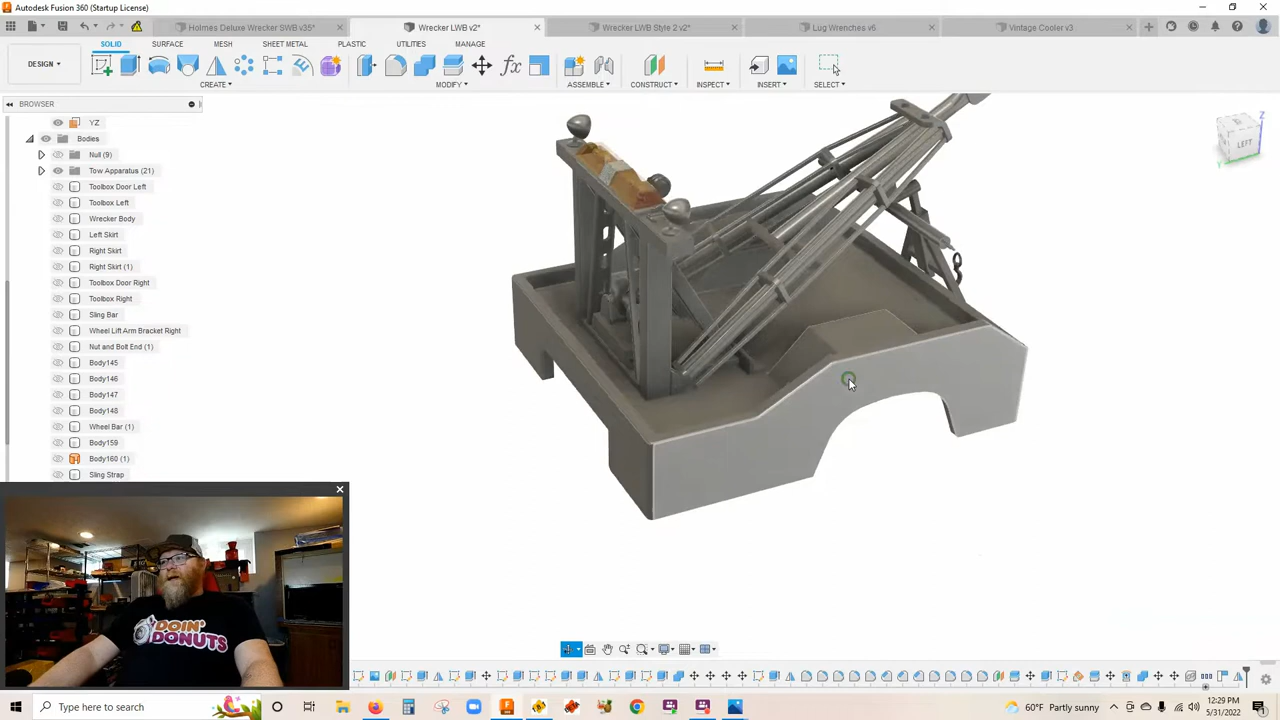 Autodesk Fusion 360 (Startup License)
Holmes Deluxe Wrecker SWB v35*
Wrecker LWB v2*
Wrecker LWB Style 2 v2*
Lug Wrenches v6
Vintage Cooler v3
SOLID SURFACE MESH SHEET METAL PLASTIC UTILITIES MANAGE
DESIGN
CREATE MODIFY ASSEMBLE CONSTRUCT INSPECT INSERT SELECT
BROWSER
YZ
Bodies
Null (9)
Tow Apparatus (21)
Toolbox Door Left
Toolbox Left
Wrecker Body
Left Skirt
Right Skirt
Right Skirt (1)
Toolbox Door Right
Toolbox Right
Sling Bar
Wheel Lift Arm Bracket Right
Nut and Bolt End (1)
Body145
Body146
Body147
Body148
Wheel Bar (1)
Body159
Body160 (1)
Sling Strap
LEFT
Z
Y
DOIN'
DONUTS
Type here to search
60°F Partly sunny
12:29 PM
5/31/2022